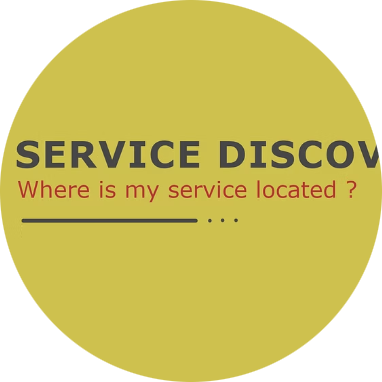 SERVICE DISCOV
Where is my service located ?